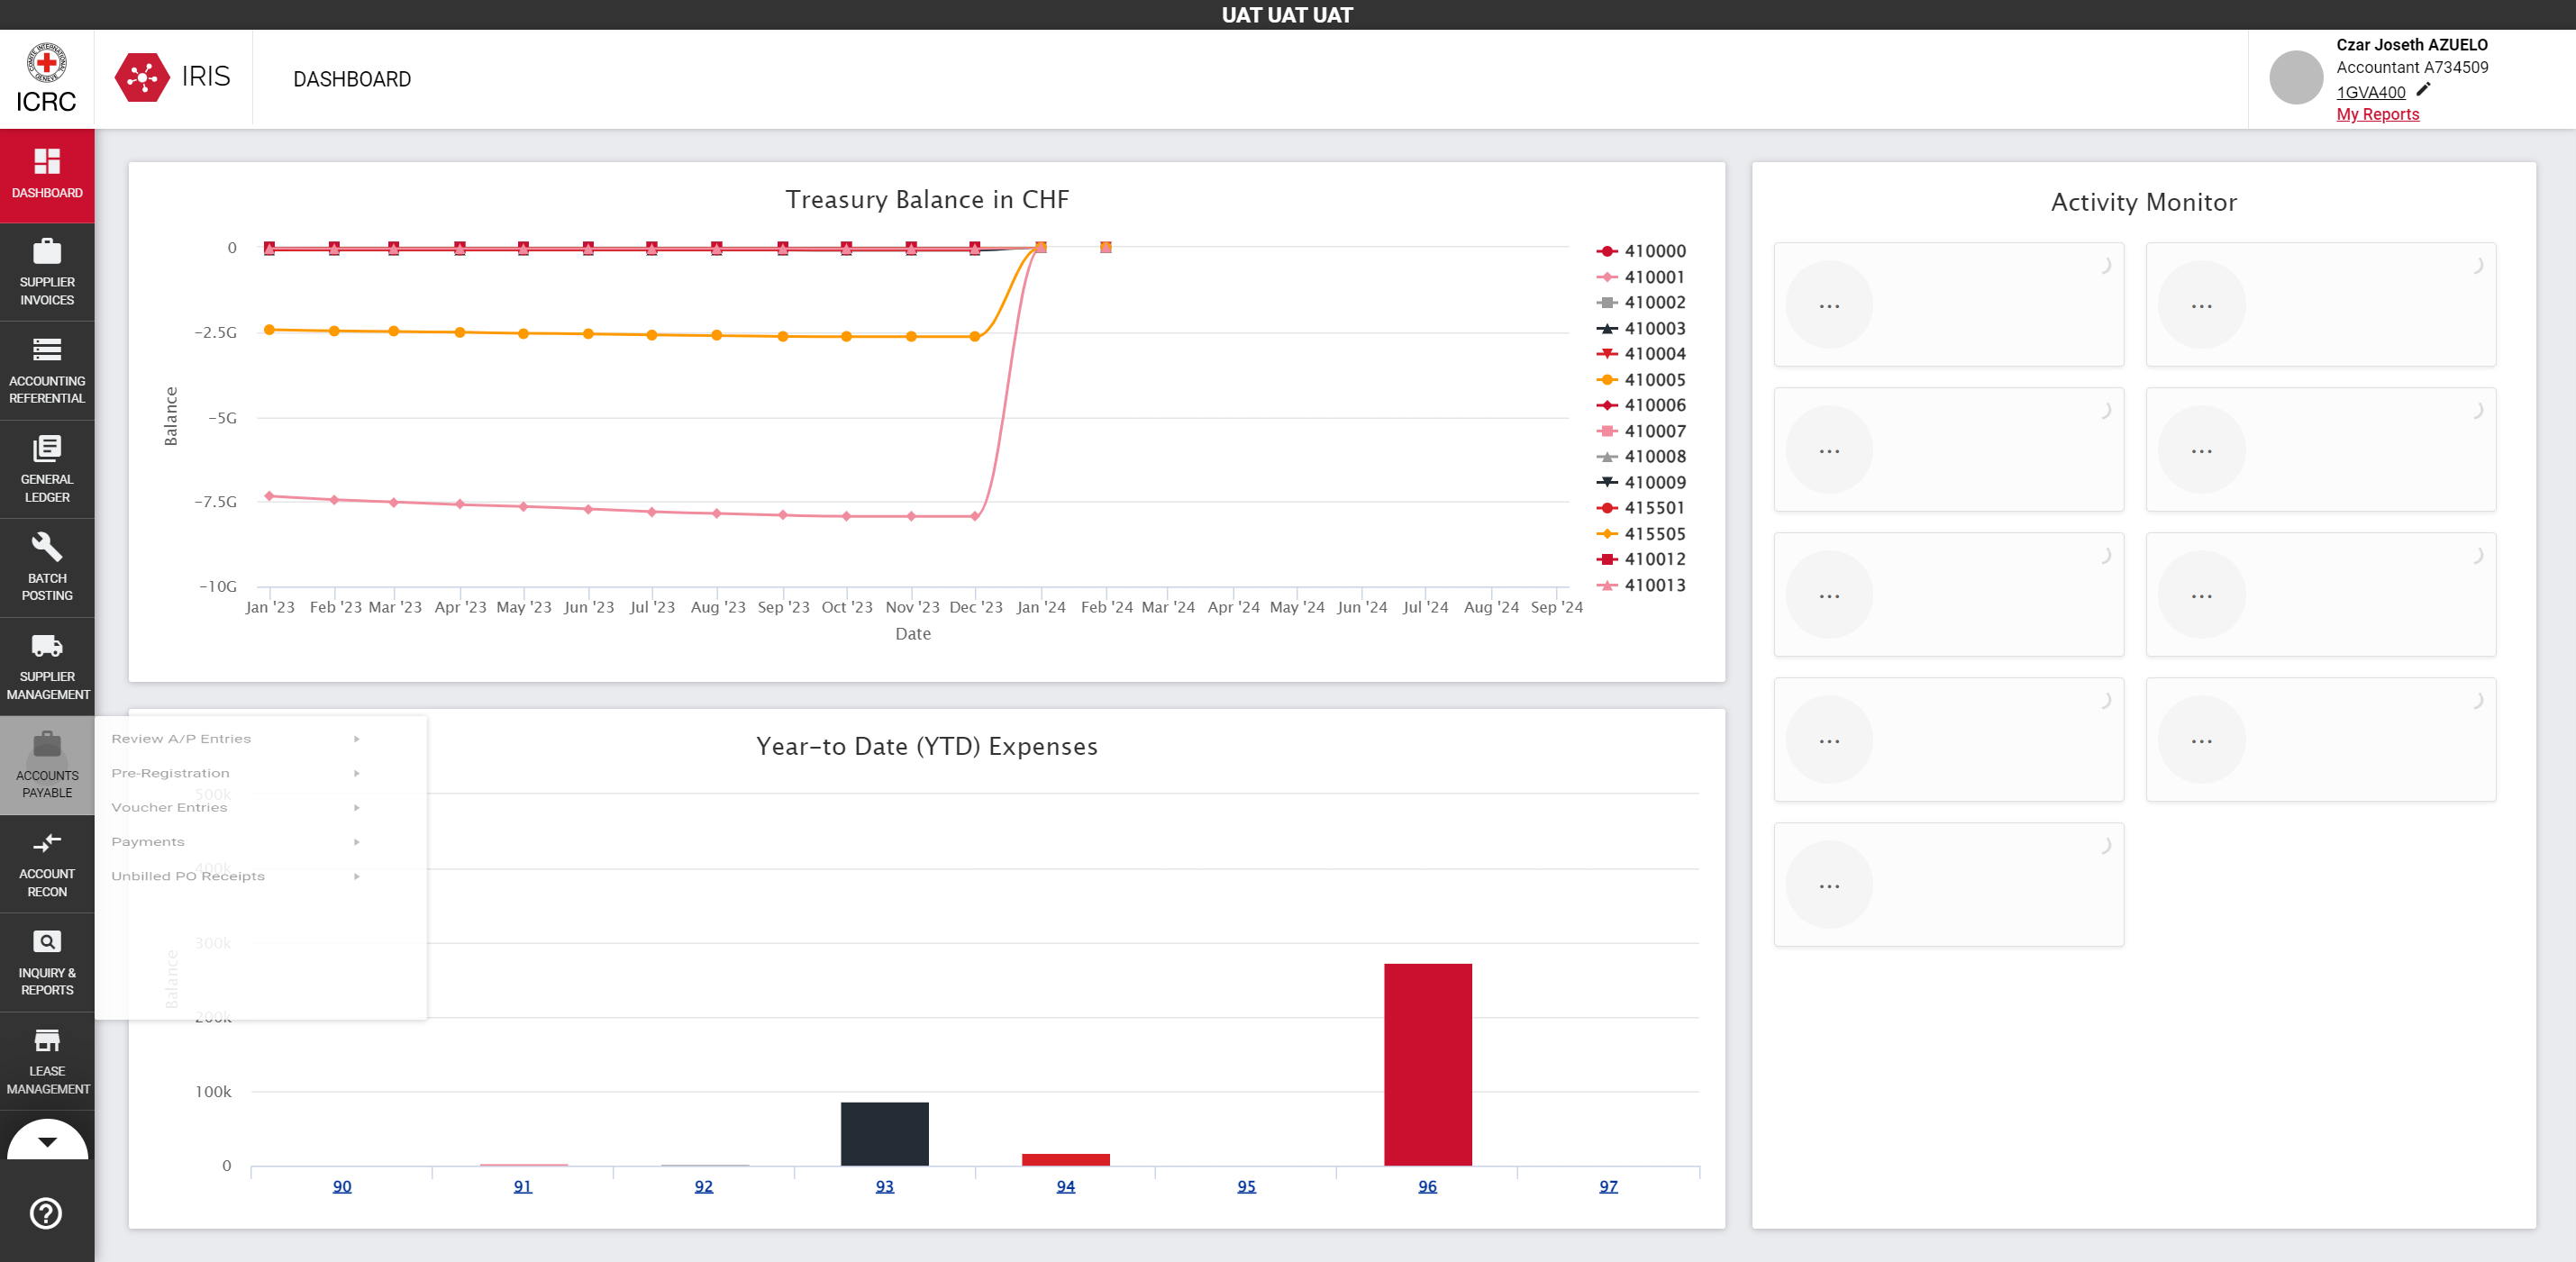 UAT UAT UAT
ICRC
IRIS
DASHBOARD
Czar Joseth AZUELO
Accountant A734509
1GVA400
My Reports
DASHBOARD
SUPPLIER
INVOICES
ACCOUNTING
REFERENTIAL
GENERAL
LEDGER
BATCH
POSTING
SUPPLIER
MANAGEMENT
ACCOUNTS
PAYABLE
ACCOUNT
RECON
INQUIRY &
REPORTS
LEASE
MANAGEMENT
Review A/P Entries
Pre-Registration
Voucher Entries
Payments
Unbilled PO Receipts
Treasury Balance in CHF
0
−2.5G
−5G
−7.5G
−10G
Balance
Jan '23 Feb '23 Mar '23 Apr '23 May '23 Jun '23 Jul '23 Aug '23 Sep '23 Oct '23 Nov '23 Dec '23 Jan '24 Feb '24 Mar '24 Apr '24 May '24 Jun '24 Jul '24 Aug '24 Sep '24
Date
410000
410001
410002
410003
410004
410005
410006
410007
410008
410009
415501
415505
410012
410013
Year-to Date (YTD) Expenses
500k
400k
300k
200k
100k
0
Balance
90 91 92 93 94 95 96 97
Activity Monitor
... ...
... ...
... ...
... ...
...